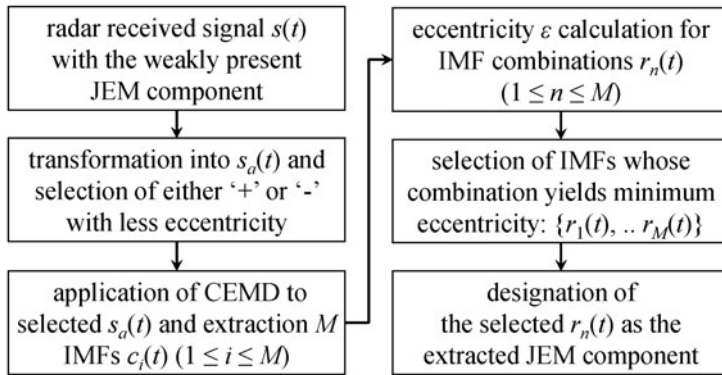 radar received signal s(t)
with the weakly present
JEM component
transformation into sₐ(t) and
selection of either ‘+’ or ‘-’
with less eccentricity
application of CEMD to
selected sₐ(t) and extraction M
IMFs cᵢ(t) (1 ≤ i ≤ M)
eccentricity ε calculation for
IMF combinations rₙ(t)
(1 ≤ n ≤ M)
selection of IMFs whose
combination yields minimum
eccentricity: {r₁(t), .. r_M(t)}
designation of
the selected rₙ(t) as the
extracted JEM component